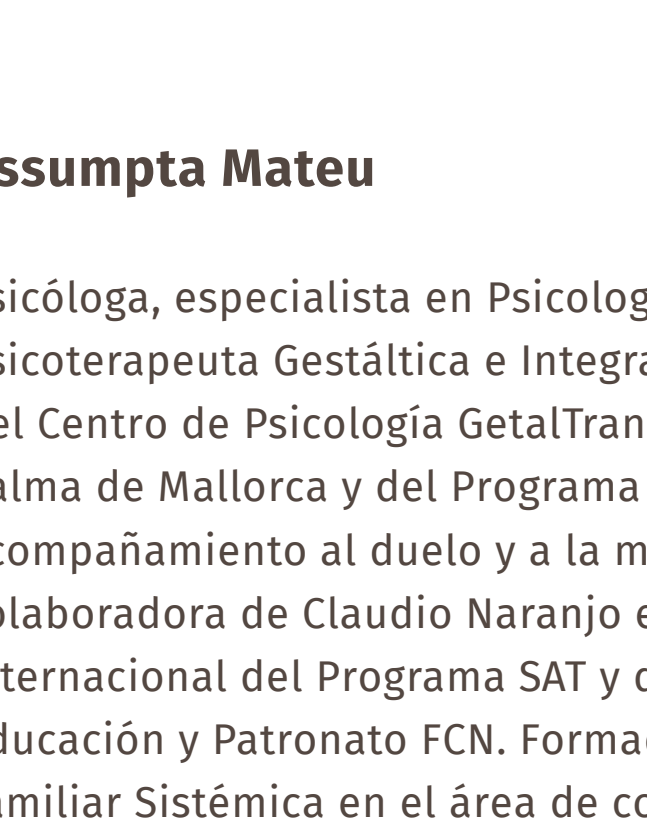 ssumpta Mateu
sicóloga, especialista en Psicolog
sicoterapeuta Gestáltica e Integra
el Centro de Psicología GetalTran
alma de Mallorca y del Programa
compañamiento al duelo y a la m
olaboradora de Claudio Naranjo e
ternacional del Programa SAT y d
ducación y Patronato FCN. Formac
amiliar Sistémica en el área de co